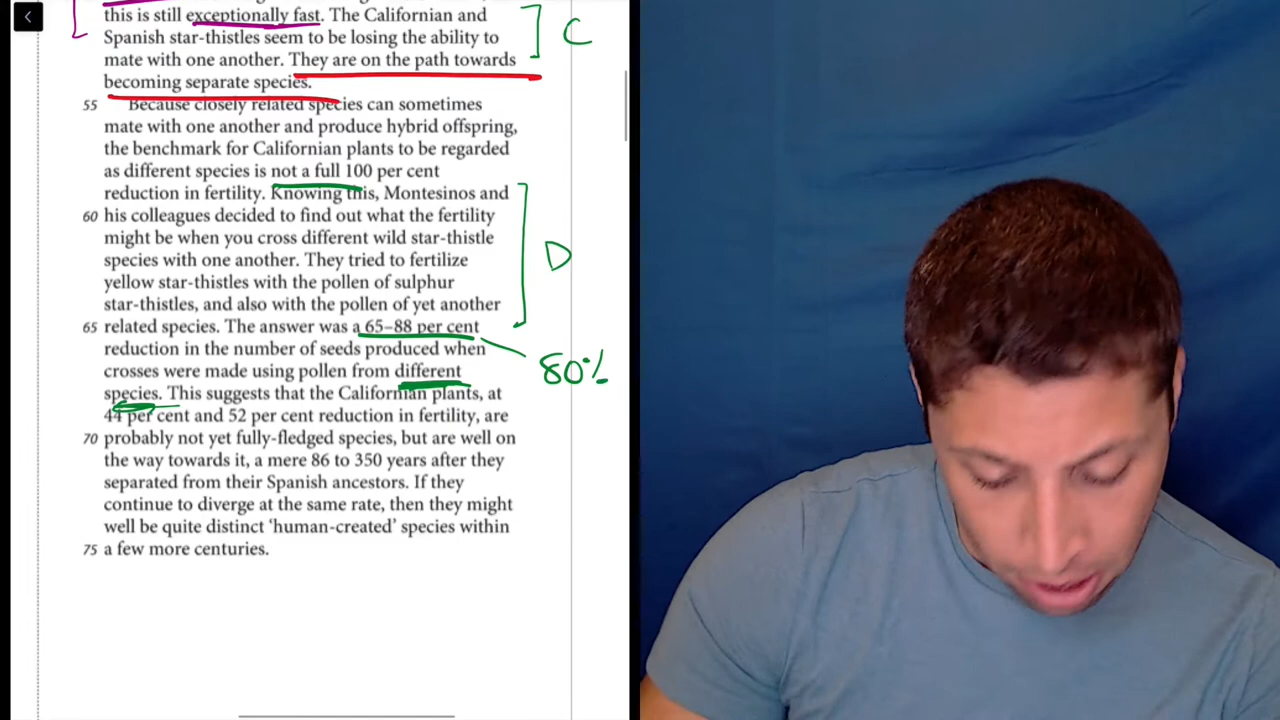 this is still exceptionally fast. The Californian and
Spanish star-thistles seem to be losing the ability to
mate with one another. They are on the path towards
becoming separate species.
C
55 Because closely related species can sometimes
mate with one another and produce hybrid offspring,
the benchmark for Californian plants to be regarded
as different species is not a full 100 per cent
reduction in fertility. Knowing this, Montesinos and
60 his colleagues decided to find out what the fertility
might be when you cross different wild star-thistle
species with one another. They tried to fertilize
yellow star-thistles with the pollen of sulphur
star-thistles, and also with the pollen of yet another
D
65 related species. The answer was a 65–88 per cent
reduction in the number of seeds produced when
crosses were made using pollen from different
80%
species. This suggests that the Californian plants, at
44 per cent and 52 per cent reduction in fertility, are
70 probably not yet fully-fledged species, but are well on
the way towards it, a mere 86 to 350 years after they
separated from their Spanish ancestors. If they
continue to diverge at the same rate, then they might
well be quite distinct ‘human-created’ species within
75 a few more centuries.